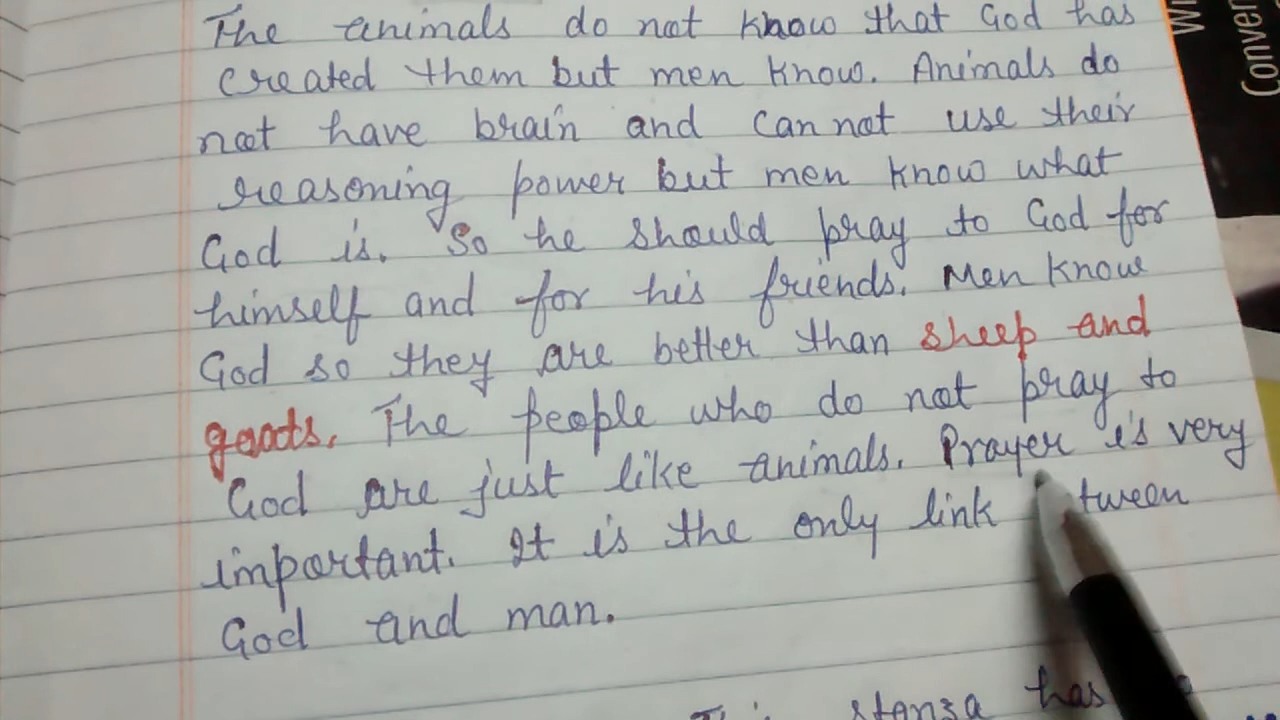 The animals do not know that God has
created them but men know. Animals do
not have brain and can not use their
reasoning power but men know what
God is. So he should pray to God for
himself and for his friends. Men know
God so they are better than sheep and
goats. The people who do not pray to
God are just like animals. Prayer is very
important. It is the only link tween
God and man.
stanza has
Conver